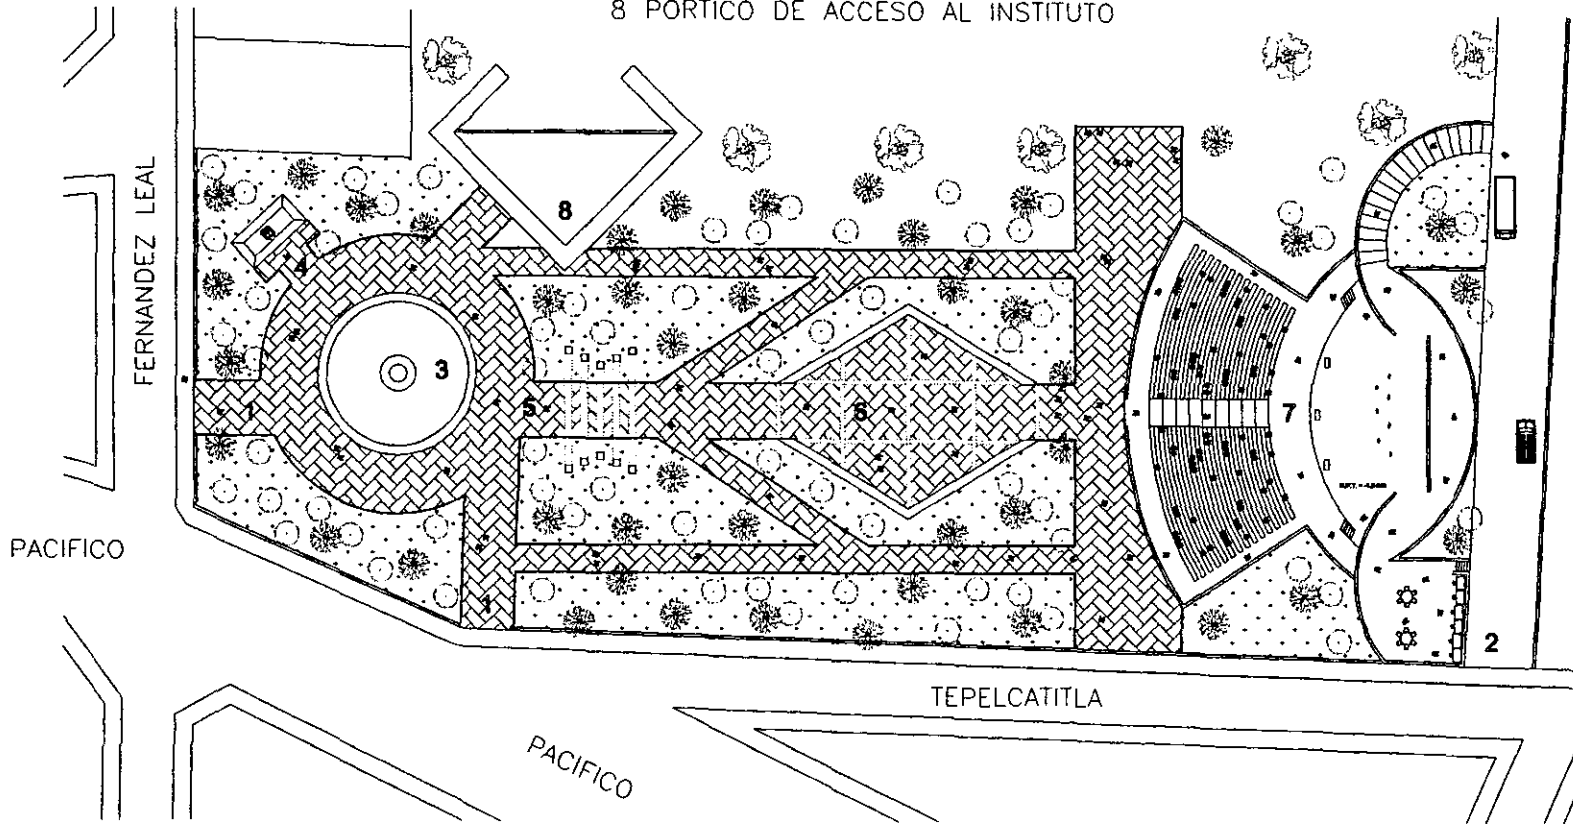 8 PORTICO DE ACCESO AL INSTITUTO
FERNANDEZ LEAL
8
4
3
1
5
6
7
1
2
PACIFICO
TEPELCATITLA
PACIFICO